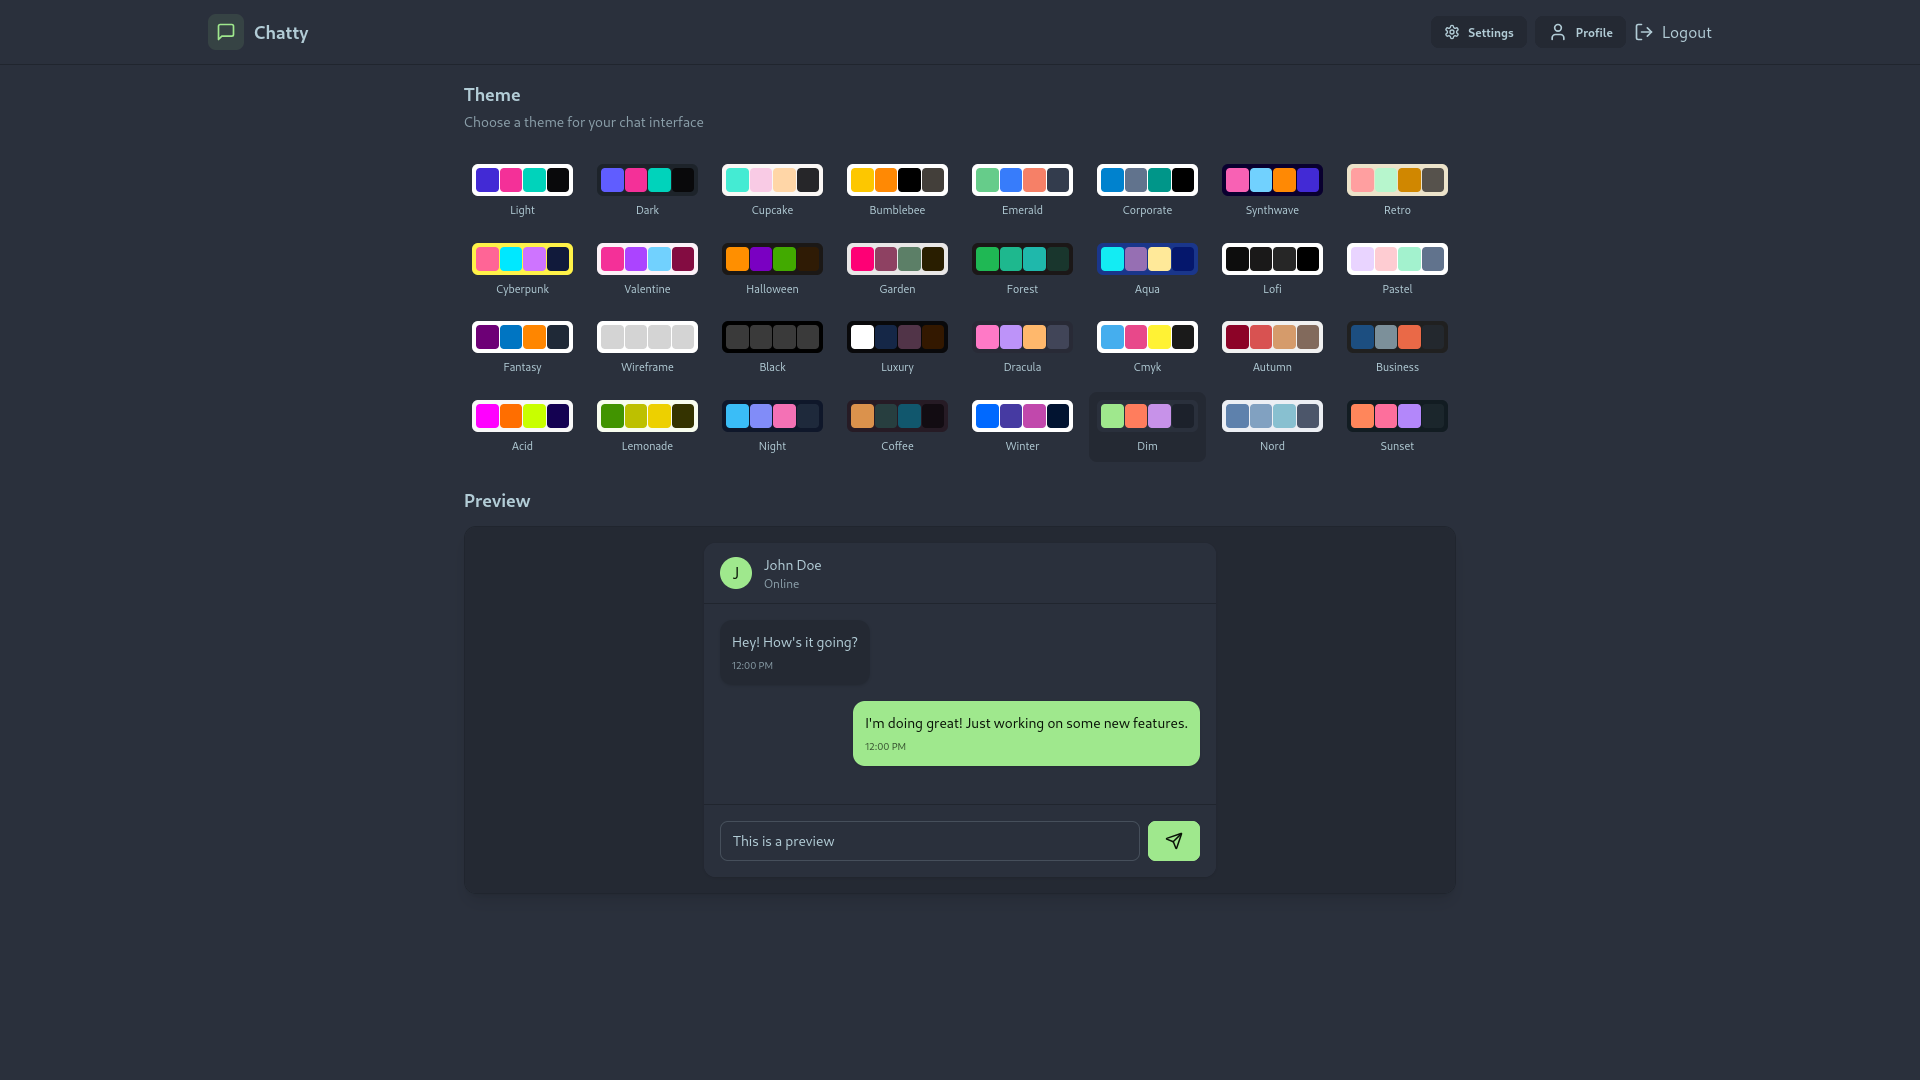 Chatty
Settings
Profile
Logout
Theme
Choose a theme for your chat interface
Light
Dark
Cupcake
Bumblebee
Emerald
Corporate
Synthwave
Retro
Cyberpunk
Valentine
Halloween
Garden
Forest
Aqua
Lofi
Pastel
Fantasy
Wireframe
Black
Luxury
Dracula
Cmyk
Autumn
Business
Acid
Lemonade
Night
Coffee
Winter
Dim
Nord
Sunset
Preview
J
John Doe
Online
Hey! How's it going?
12:00 PM
I'm doing great! Just working on some new features.
12:00 PM
This is a preview